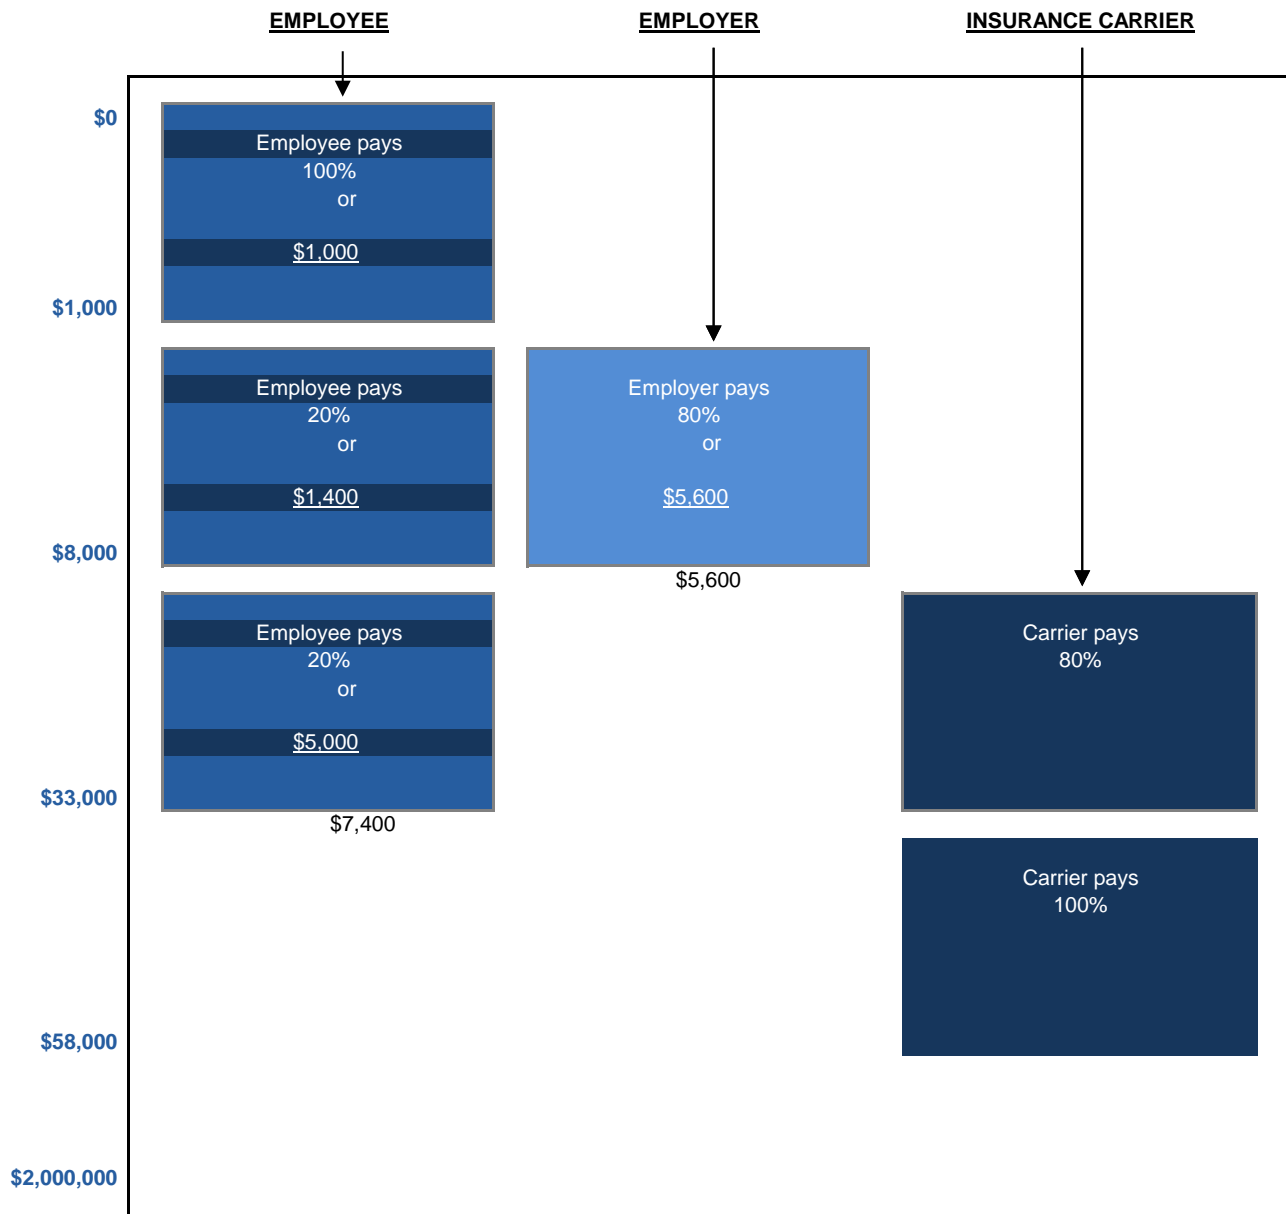 EMPLOYEE EMPLOYER INSURANCE CARRIER
$0
Employee pays
100%
or
$1,000
$1,000
Employee pays Employer pays
20% 80%
or or
$1,400 $5,600
$8,000
$5,600
Employee pays Carrier pays
20% 80%
or
$5,000
$33,000
$7,400
Carrier pays
100%
$58,000
$2,000,000